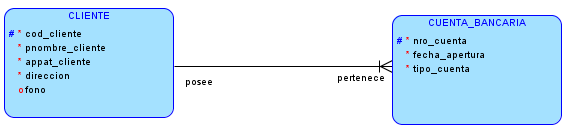 CLIENTE
# * cod_cliente
* pnombre_cliente
* appat_cliente
* direccion
o fono
posee
pertenece
CUENTA_BANCARIA
# * nro_cuenta
* fecha_apertura
* tipo_cuenta